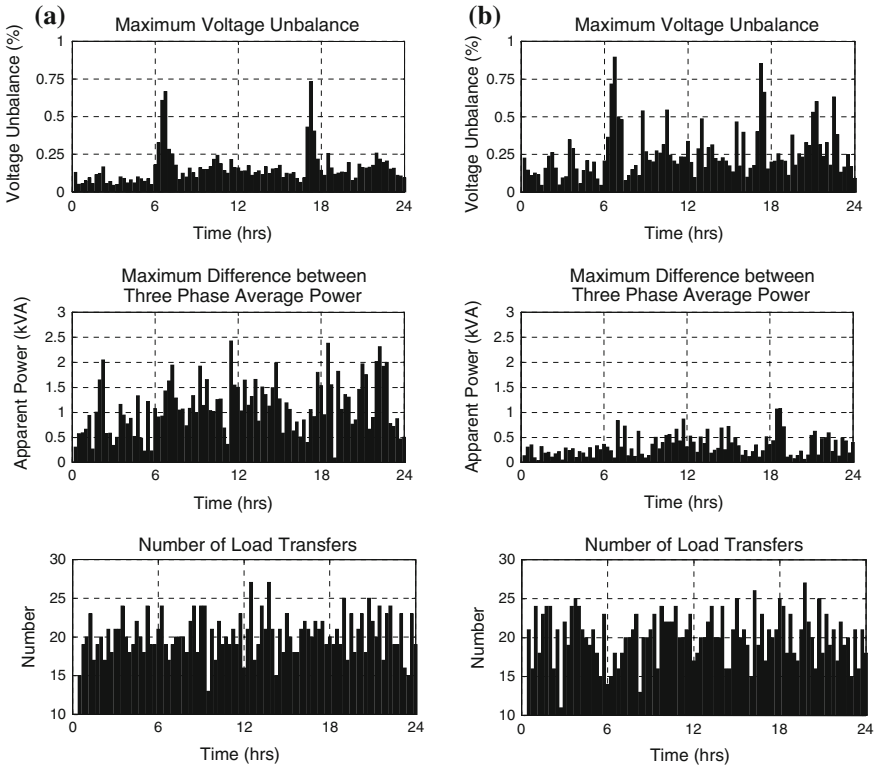 (a)
Maximum Voltage Unbalance
Voltage Unbalance (%)
1
0.75
0.5
0.25
0
0 6 12 18 24
Time (hrs)
Maximum Difference between
Three Phase Average Power
Apparent Power (kVA)
3
2.5
2
1.5
1
0.5
0
0 6 12 18 24
Time (hrs)
Number of Load Transfers
Number
30
25
20
15
10
0 6 12 18 24
Time (hrs)
(b)
Maximum Voltage Unbalance
Voltage Unbalance (%)
1
0.75
0.5
0.25
0
0 6 12 18 24
Time (hrs)
Maximum Difference between
Three Phase Average Power
Apparent Power (kVA)
3
2.5
2
1.5
1
0.5
0
0 6 12 18 24
Time (hrs)
Number of Load Transfers
Number
30
25
20
15
10
0 6 12 18 24
Time (hrs)